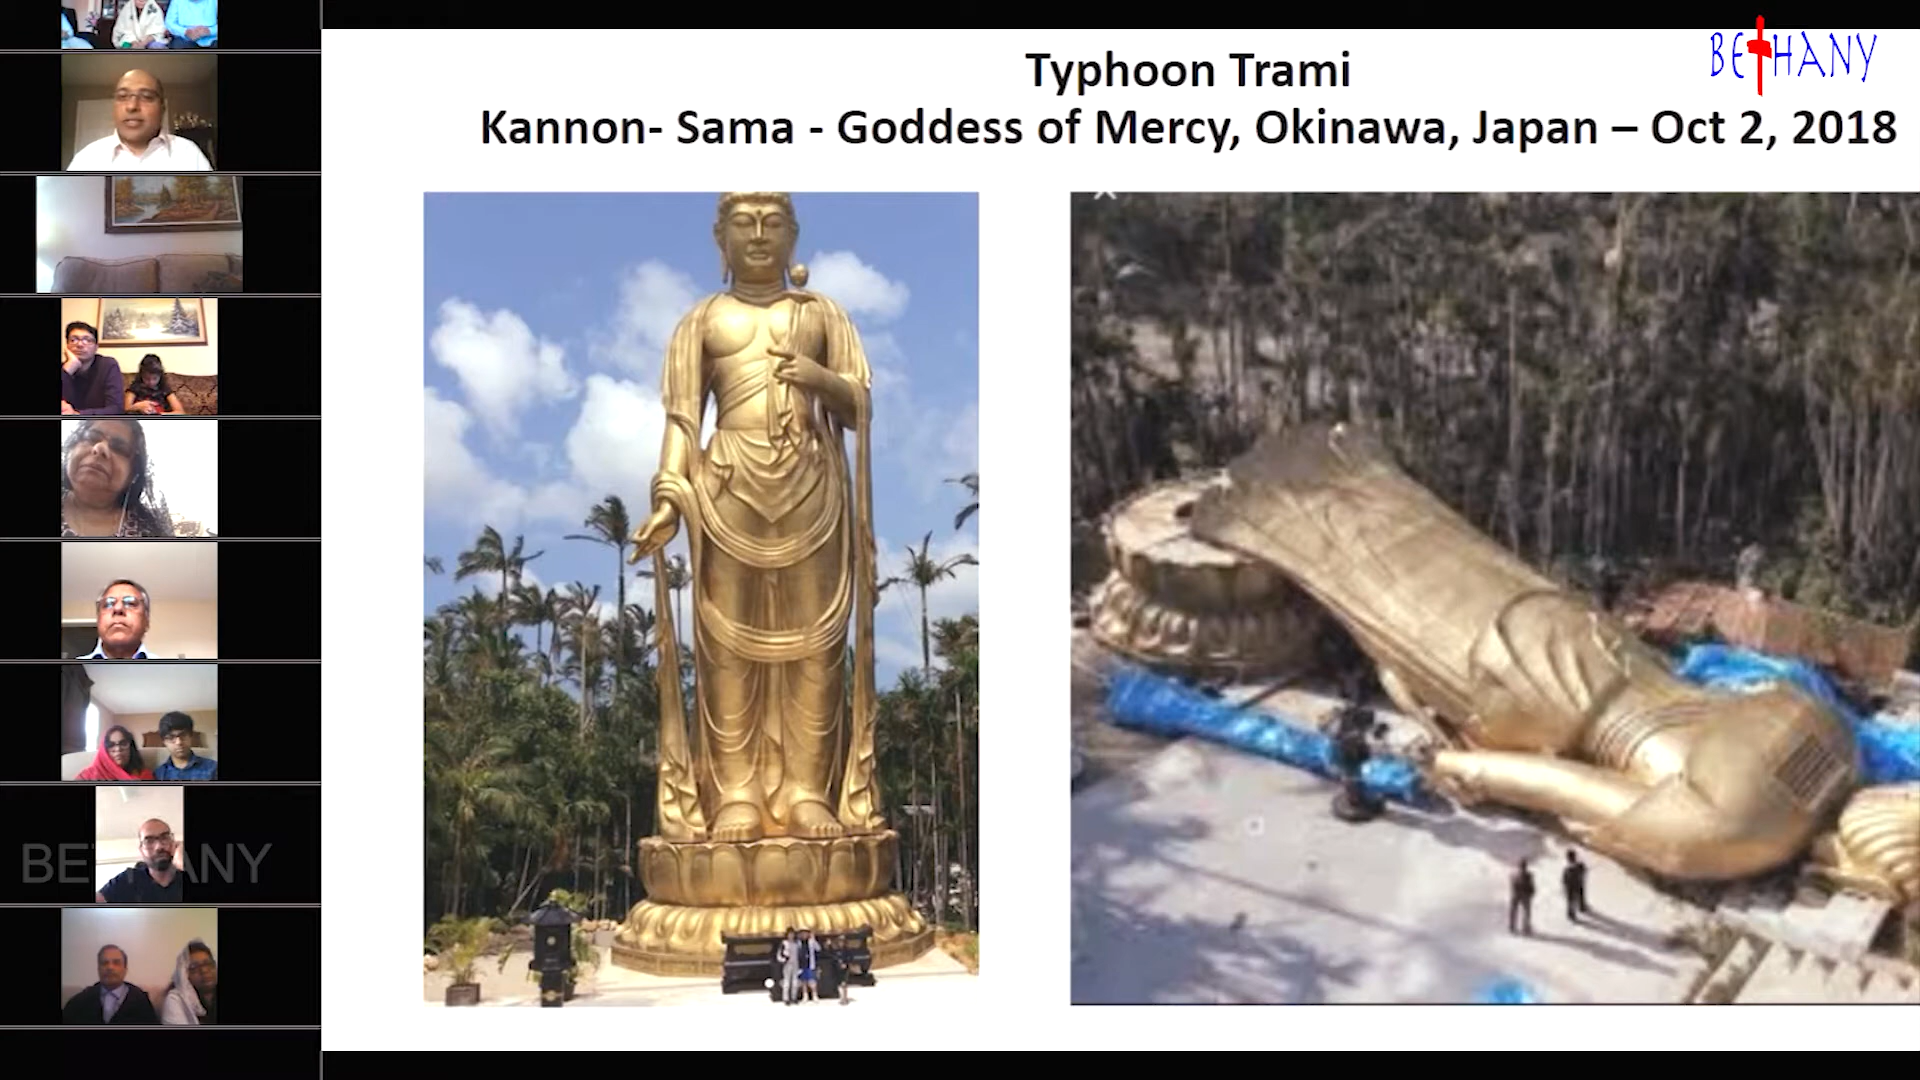 BETHANY
Typhoon Trami
Kannon- Sama - Goddess of Mercy, Okinawa, Japan – Oct 2, 2018
BETHANY